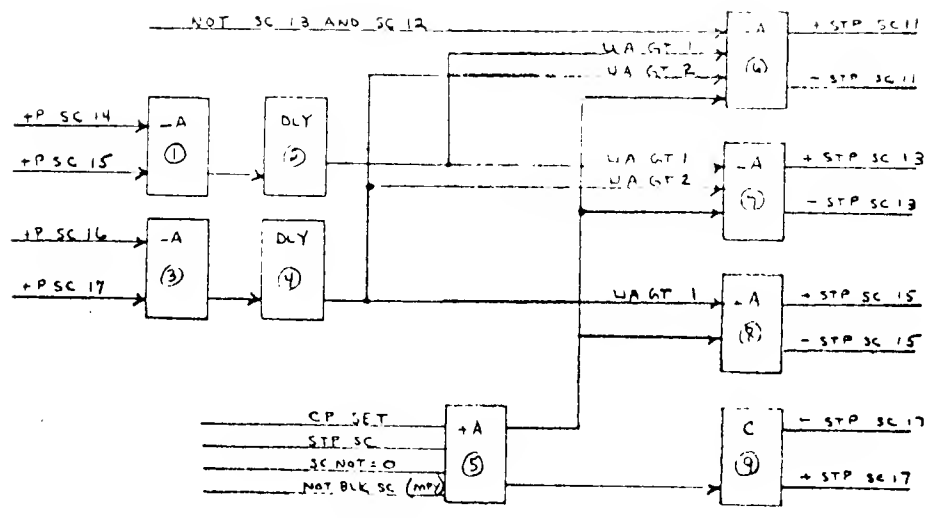 NOT SC 13 AND SC 12
UA GT 1
UA GT 2
-A
(6)
+ STP SC 11
- STP SC 11
+P SC 14
+P SC 15
-A
(1)
DLY
(2)
UA GT 1
UA GT 2
-A
(7)
+ STP SC 13
- STP SC 13
+P SC 16
+P SC 17
-A
(3)
DLY
(4)
UA GT 1
-A
(8)
+ STP SC 15
- STP SC 15
CP SET
STP SC
SC NOT = 0
NOT BLK SC (MPY)
+A
(5)
C
(9)
- STP SC 17
+ STP SC 17